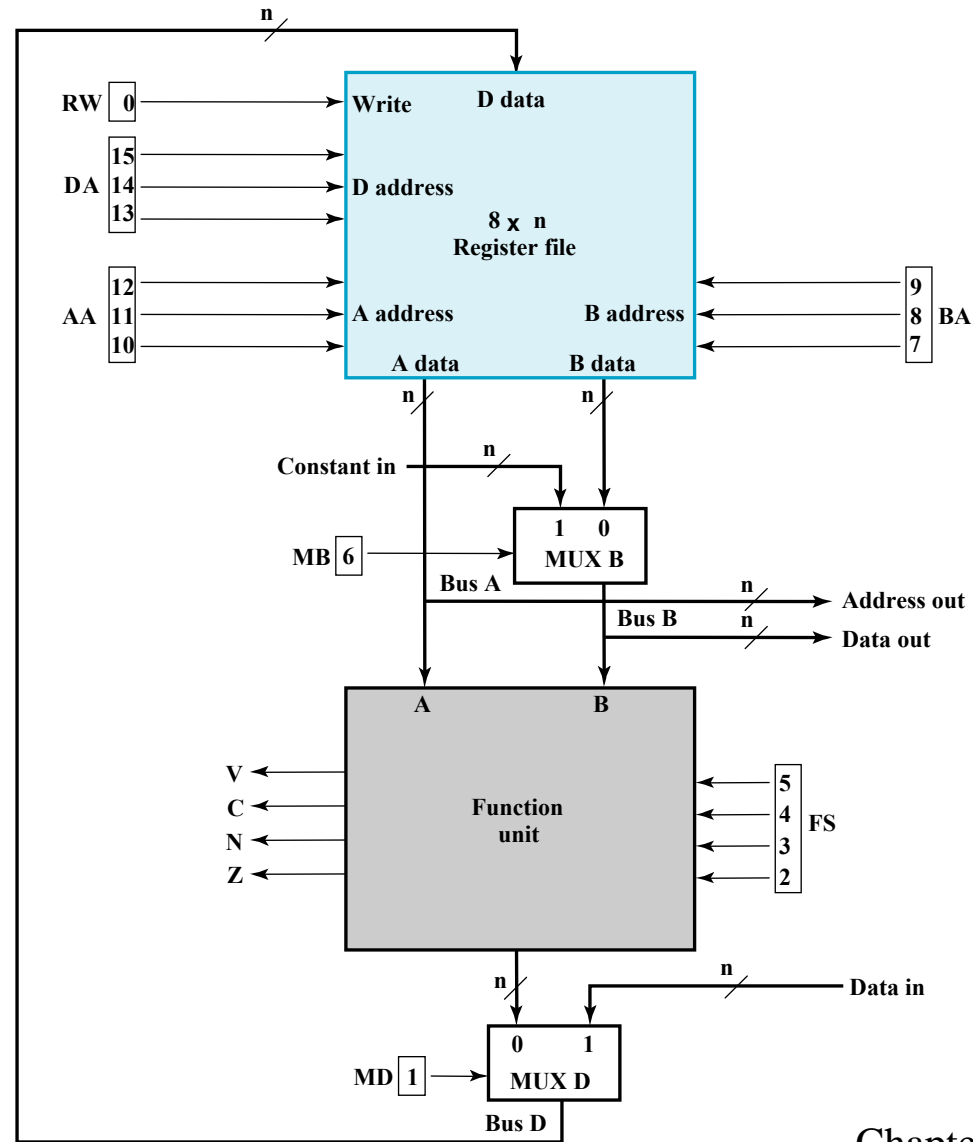 n
RW 0 Write D data
15
DA 14 D address
13
8 x n
Register file
12 9
AA 11 A address B address 8 BA
10 7
A data B data
n n
Constant in n
1 0
MB 6 MUX B
Bus A n Address out
Bus B n Data out
A B
V 5
C Function 4 FS
N unit 3
Z 2
n n Data in
0 1
MD 1 MUX D
Bus D